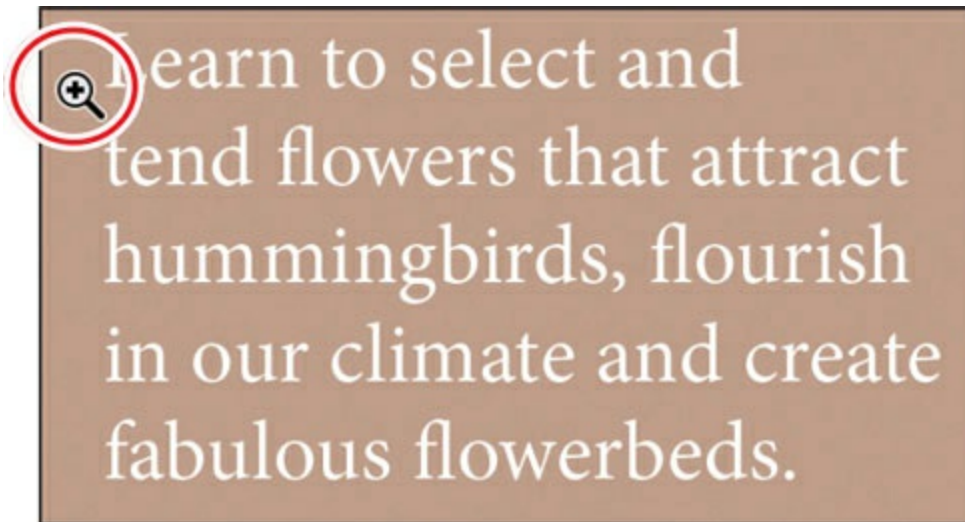 Learn to select and
tend flowers that attract
hummingbirds, flourish
in our climate and create
fabulous flowerbeds.